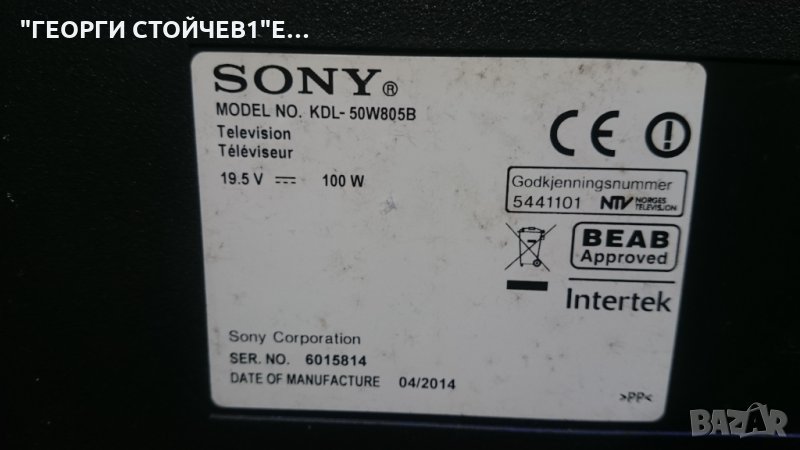 "ГЕОРГИ СТОЙЧЕВ1"Е...
SONY®
MODEL NO. KDL-50W805B
Television
Téléviseur
19.5 V ⎓ 100 W
CE
Godkjenningsnummer
5441101 NTV NORGES TELEVISJON
BEAB
Approved
Intertek
Sony Corporation
SER. NO. 6015814
DATE OF MANUFACTURE 04/2014
>PP<
BAZAR